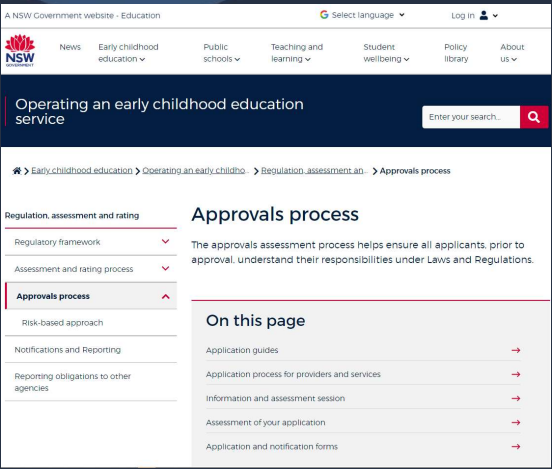 A NSW Government website - Education
Select language
Log in
NSW
GOVERNMENT
News
Early childhood
education
Public
schools
Teaching and
learning
Student
wellbeing
Policy
library
About
us
Operating an early childhood education
service
Enter your search...
Early childhood education
Operating an early childho...
Regulation, assessment an...
Approvals process
Regulation, assessment and rating
Regulatory framework
Assessment and rating process
Approvals process
Risk-based approach
Notifications and Reporting
Reporting obligations to other
agencies
Approvals process
The approvals assessment process helps ensure all applicants, prior to
approval, understand their responsibilities under Laws and Regulations.
On this page
Application guides
Application process for providers and services
Information and assessment session
Assessment of your application
Application and notification forms